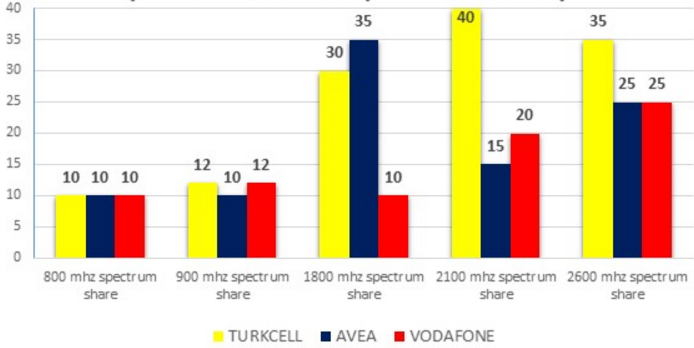 40
35
30
25
20
15
10
5
0
10 10 10
12 10 12
30 35 10
40 15 20
35 25 25
800 mhz spectrum
share
900 mhz spectrum
share
1800 mhz spectrum
share
2100 mhz spectrum
share
2600 mhz spectrum
share
TURKCELL AVEA VODAFONE